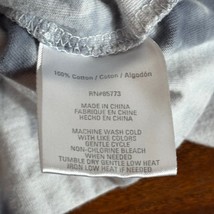 100% Cotton / Coton / Algodón
RN#85773
MADE IN CHINA
FABRIQUE EN CHINE
HECHO EN CHINA
MACHINE WASH COLD
WITH LIKE COLORS
GENTLE CYCLE
NON-CHLORINE BLEACH
WHEN NEEDED
TUMBLE DRY GENTLE LOW HEAT
IRON LOW HEAT IF NEEDED